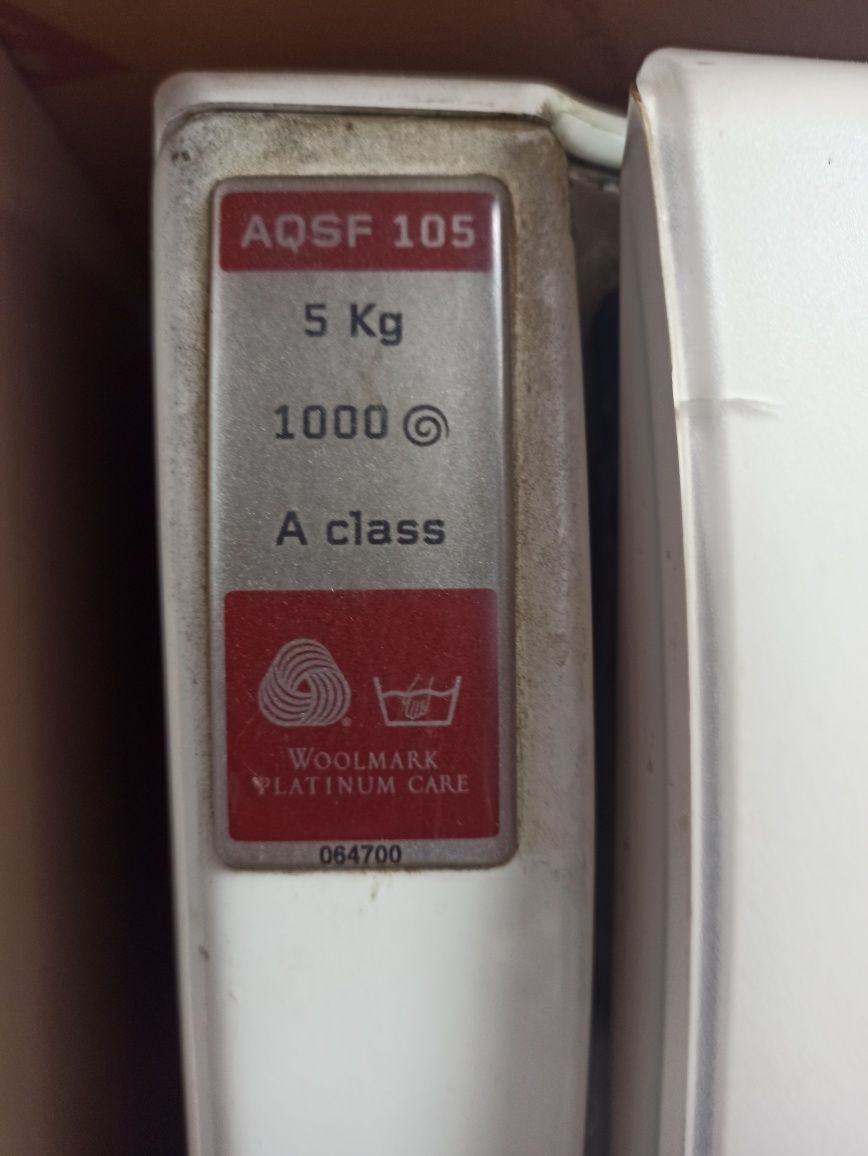 AQSF 105
5 Kg
1000
A class
WOOLMARK
PLATINUM CARE
064700